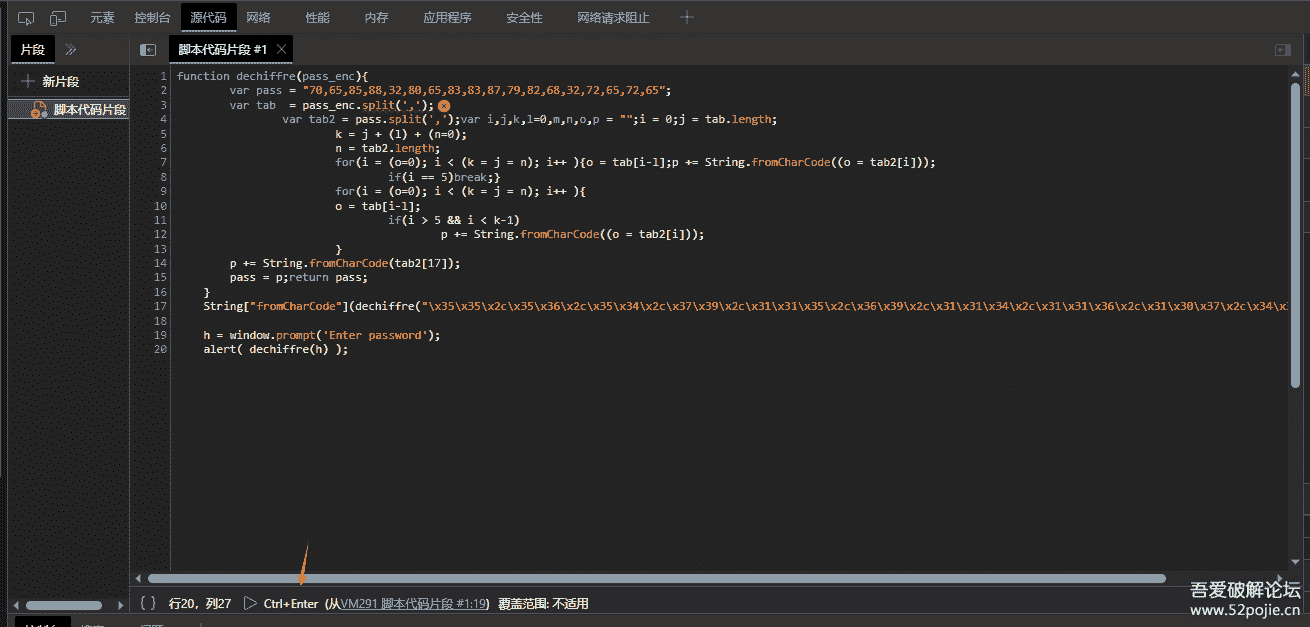 元素 控制台 源代码 网络 性能 内存 应用程序 安全性 网络请求阻止
片段 脚本代码片段 #1
新片段
脚本代码片段
1 function dechiffre(pass_enc){
2 var pass = "70,65,85,88,32,80,65,83,83,87,79,82,68,32,72,65,72,65";
3 var tab  = pass_enc.split(',');
4 var tab2 = pass.split(',');var i,j,k,l=0,m,n,o,p = "";i = 0;j = tab.length;
5 k = j + (l) + (n=0);
6 n = tab2.length;
7 for(i = (o=0); i < (k = j = n); i++ ){o = tab[i-l];p += String.fromCharCode((o = tab2[i]));
8 if(i == 5)break;}
9 for(i = (o=0); i < (k = j = n); i++ ){
10 o = tab[i-l];
11 if(i > 5 && i < k-1)
12 p += String.fromCharCode((o = tab2[i]));
13 }
14 p += String.fromCharCode(tab2[17]);
15 pass = p;return pass;
16 }
17 String["fromCharCode"](dechiffre("\x35\x35\x2c\x35\x36\x2c\x35\x34\x2c\x37\x39\x2c\x31\x31\x35\x2c\x36\x39\x2c\x31\x31\x34\x2c\x31\x31\x36\x2c\x31\x30\x37\x2c\x34\x
18
19 h = window.prompt('Enter password');
20 alert( dechiffre(h) );
{ } 行20，列27 Ctrl+Enter (从VM291 脚本代码片段 #1:19) 覆盖范围: 不适用
吾爱破解论坛
www.52pojie.cn